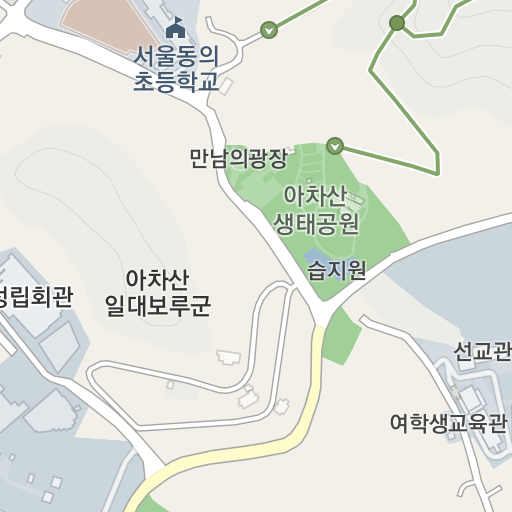 서울동의
초등학교
만남의광장
아차산
생태공원
습지원
아차산
일대보루군
정립회관
선교관
여학생교육관